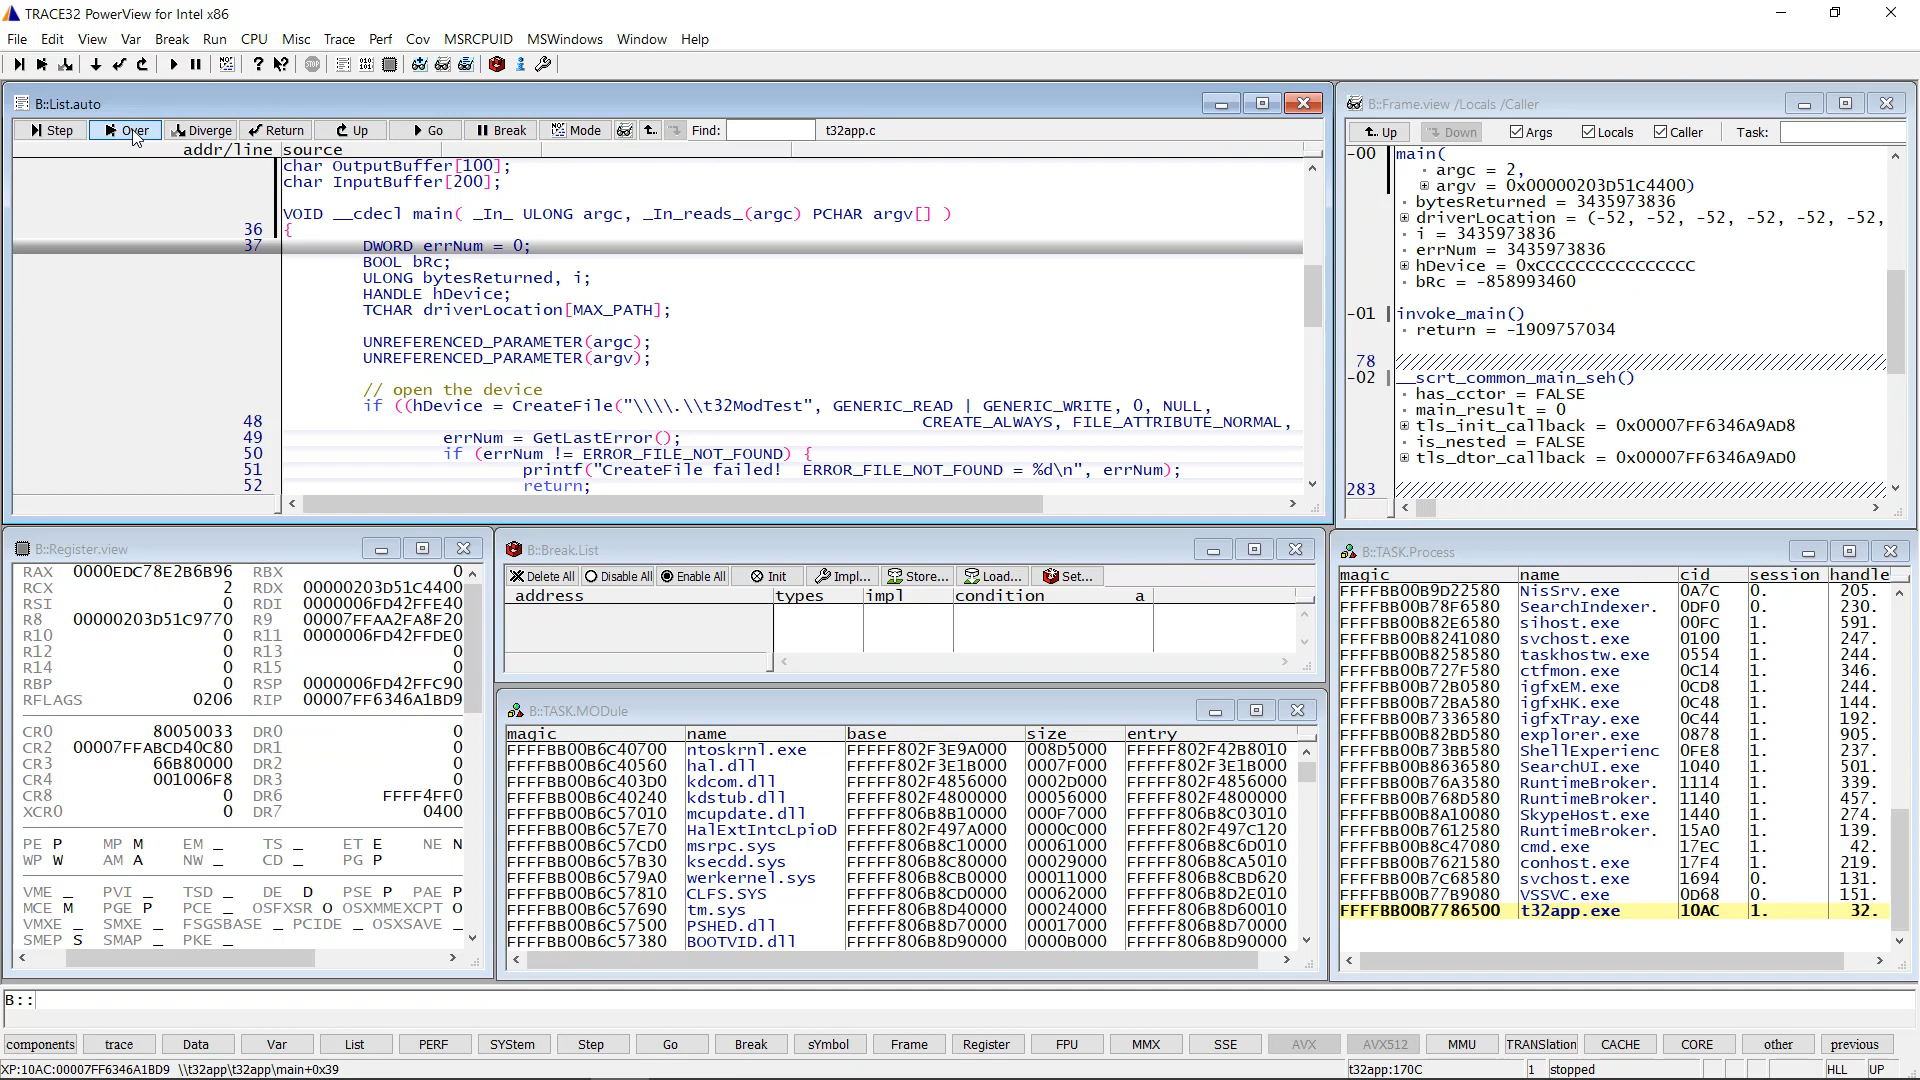 TRACE32 PowerView for Intel x86
File Edit View Var Break Run CPU Misc Trace Perf Cov MSRCPUID MSWindows Window Help
B::List.auto
Step Over Diverge Return Up Go Break Mode Find: t32app.c
addr/line source
char OutputBuffer[100];
char InputBuffer[200];
VOID __cdecl main( _In_ ULONG argc, _In_reads_(argc) PCHAR argv[] )
36 {
37 DWORD errNum = 0;
BOOL bRc;
ULONG bytesReturned, i;
HANDLE hDevice;
TCHAR driverLocation[MAX_PATH];
UNREFERENCED_PARAMETER(argc);
UNREFERENCED_PARAMETER(argv);
// open the device
if ((hDevice = CreateFile("\\\\.\\t32ModTest", GENERIC_READ | GENERIC_WRITE, 0, NULL,
48 CREATE_ALWAYS, FILE_ATTRIBUTE_NORMAL,
49 errNum = GetLastError();
50 if (errNum != ERROR_FILE_NOT_FOUND) {
51 printf("CreateFile failed!  ERROR_FILE_NOT_FOUND = %d\n", errNum);
52 return;
B::Frame.view /Locals /Caller
Up Down Args Locals Caller Task:
-00 main(
argc = 2,
argv = 0x00000203D51C4400)
bytesReturned = 3435973836
driverLocation = (-52, -52, -52, -52, -52, -52,
i = 3435973836
errNum = 3435973836
hDevice = 0xCCCCCCCCCCCCCCCC
bRc = -858993460
-01 invoke_main()
return = -1909757034
78
-02 __scrt_common_main_seh()
has_cctor = FALSE
main_result = 0
tls_init_callback = 0x00007FF6346A9AD8
is_nested = FALSE
tls_dtor_callback = 0x00007FF6346A9AD0
283
B::Register.view
RAX 0000EDC78E2B6B96 RBX 0
RCX 2 RDX 00000203D51C4400
RSI 0 RDI 0000006FD42FFE40
R8 00000203D51C9770 R9 00007FFAA2FA8F20
R10 0 R11 0000006FD42FFDE0
R12 0 R13 0
R14 0 R15 0
RBP 0 RSP 0000006FD42FFC90
RFLAGS 0206 RIP 00007FF6346A1BD9
CR0 80050033 DR0 0
CR2 00007FFABCD40C80 DR1 0
CR3 66B80000 DR2 0
CR4 001006F8 DR3 0
CR8 0 DR6 FFFF4FF0
XCR0 0 DR7 0400
PE P MP M EM _ TS _ ET E NE N
WP W AM A NW _ CD _ PG P
VME _ PVI _ TSD _ DE D PSE P PAE P
MCE M PGE P PCE _ OSFXSR O OSXMMEXCPT O
VMXE _ SMXE _ FSGSBASE _ PCIDE _ OSXSAVE _
SMEP S SMAP _ PKE _
B::Break.List
Delete All Disable All Enable All Init Impl... Store... Load... Set...
address types impl condition a
B::TASK.MODule
magic name base size entry
FFFFBB00B6C40700 ntoskrnl.exe FFFFF802F3E9A000 008D5000 FFFFF802F42B8010
FFFFBB00B6C40560 hal.dll FFFFF802F3E1B000 0007F000 FFFFF802F3E1B000
FFFFBB00B6C403D0 kdcom.dll FFFFF802F4856000 0002D000 FFFFF802F4856000
FFFFBB00B6C40240 kdstub.dll FFFFF802F4800000 00056000 FFFFF802F4800000
FFFFBB00B6C57010 mcupdate.dll FFFFF806B8B10000 000F7000 FFFFF806B8C03010
FFFFBB00B6C57E70 HalExtIntcLpioD FFFFF802F497A000 0000C000 FFFFF802F497C120
FFFFBB00B6C57CD0 msrpc.sys FFFFF806B8C10000 00061000 FFFFF806B8C6D010
FFFFBB00B6C57B30 ksecdd.sys FFFFF806B8C80000 00029000 FFFFF806B8CA5010
FFFFBB00B6C579A0 werkernel.sys FFFFF806B8CB0000 00011000 FFFFF806B8CBD620
FFFFBB00B6C57810 CLFS.SYS FFFFF806B8CD0000 00062000 FFFFF806B8D2E010
FFFFBB00B6C57690 tm.sys FFFFF806B8D40000 00024000 FFFFF806B8D60010
FFFFBB00B6C57500 PSHED.dll FFFFF806B8D70000 00017000 FFFFF806B8D70000
FFFFBB00B6C57380 BOOTVID.dll FFFFF806B8D90000 0000B000 FFFFF806B8D90000
B::TASK.Process
magic name cid session handle
FFFFBB00B9D22580 NisSrv.exe 0A7C 0. 205.
FFFFBB00B78F6580 SearchIndexer. 0DF0 0. 230.
FFFFBB00B82E6580 sihost.exe 00FC 1. 591.
FFFFBB00B8241080 svchost.exe 0100 1. 247.
FFFFBB00B8258580 taskhostw.exe 0554 1. 244.
FFFFBB00B727F580 ctfmon.exe 0C14 1. 346.
FFFFBB00B72B0580 igfxEM.exe 0CD8 1. 244.
FFFFBB00B72BA580 igfxHK.exe 0C48 1. 144.
FFFFBB00B7336580 igfxTray.exe 0C44 1. 192.
FFFFBB00B82BD580 explorer.exe 0878 1. 905.
FFFFBB00B73BB580 ShellExperienc 0FE8 1. 237.
FFFFBB00B8636580 SearchUI.exe 1040 1. 501.
FFFFBB00B76A3580 RuntimeBroker. 1114 1. 339.
FFFFBB00B768D580 RuntimeBroker. 1140 1. 457.
FFFFBB00B8A10080 SkypeHost.exe 1440 1. 274.
FFFFBB00B7612580 RuntimeBroker. 15A0 1. 139.
FFFFBB00B8C47080 cmd.exe 17EC 1. 42.
FFFFBB00B7621580 conhost.exe 17F4 1. 219.
FFFFBB00B7C68580 svchost.exe 1694 0. 131.
FFFFBB00B77B9080 VSSVC.exe 0D68 0. 151.
FFFFBB00B7786500 t32app.exe 10AC 1. 32.
B::
components trace Data Var List PERF SYStem Step Go Break sYmbol Frame Register FPU MMX SSE AVX AVX512 MMU TRANSlation CACHE CORE other previous
XP:10AC:00007FF6346A1BD9 \\t32app\t32app\main+0x39 t32app:170C 1 stopped HLL UP